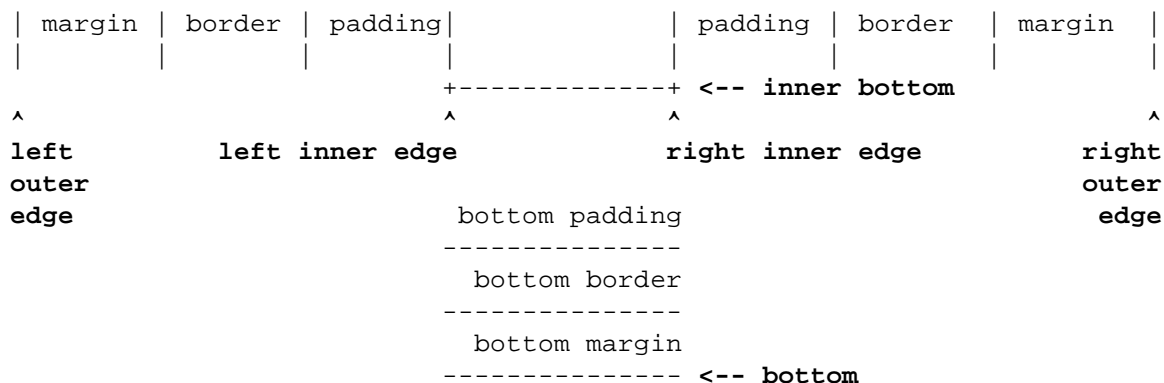 | margin | border | padding|             | padding | border | margin |
|        |        |        |             |         |        |        |
+-------------+ <-- inner bottom
^ ^ ^ ^
left left inner edge right inner edge right
outer outer
edge bottom padding edge
---------------
bottom border
---------------
bottom margin
--------------- <-- bottom